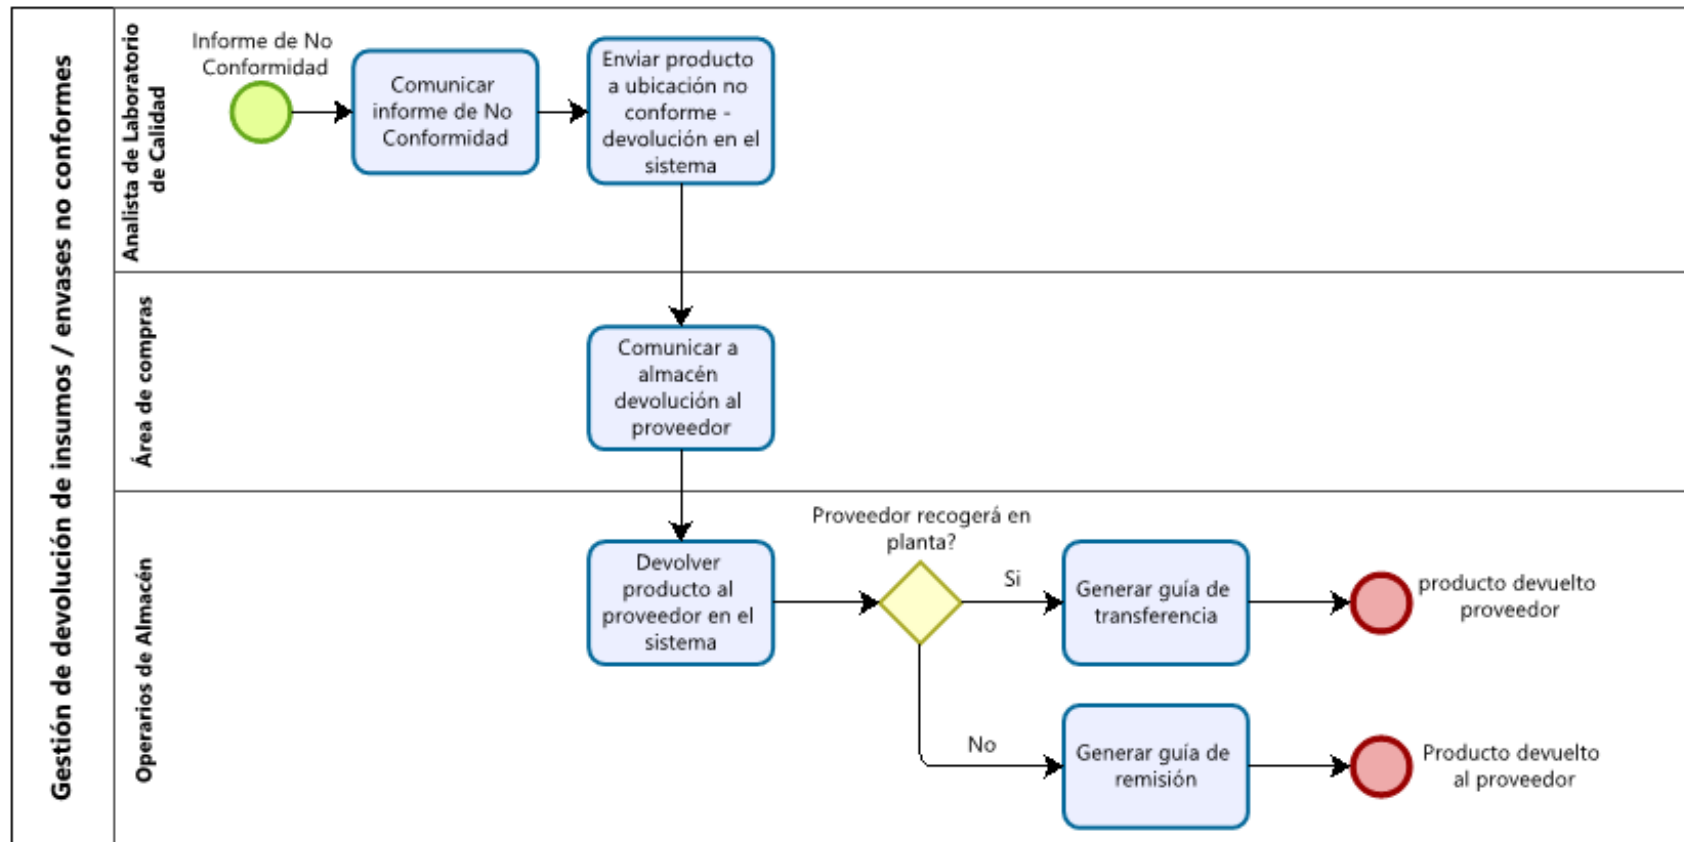 Gestión de devolución de insumos / envases no conformes
Analista de Laboratorio
de Calidad
Informe de No
Conformidad
Comunicar
informe de No
Conformidad
Enviar producto
a ubicación no
conforme -
devolución en el
sistema
Área de compras
Comunicar a
almacén
devolución al
proveedor
Operarios de Almacén
Devolver
producto al
proveedor en el
sistema
Proveedor recogerá en
planta?
Si
Generar guía de
transferencia
producto devuelto
proveedor
No
Generar guía de
remisión
Producto devuelto
al proveedor